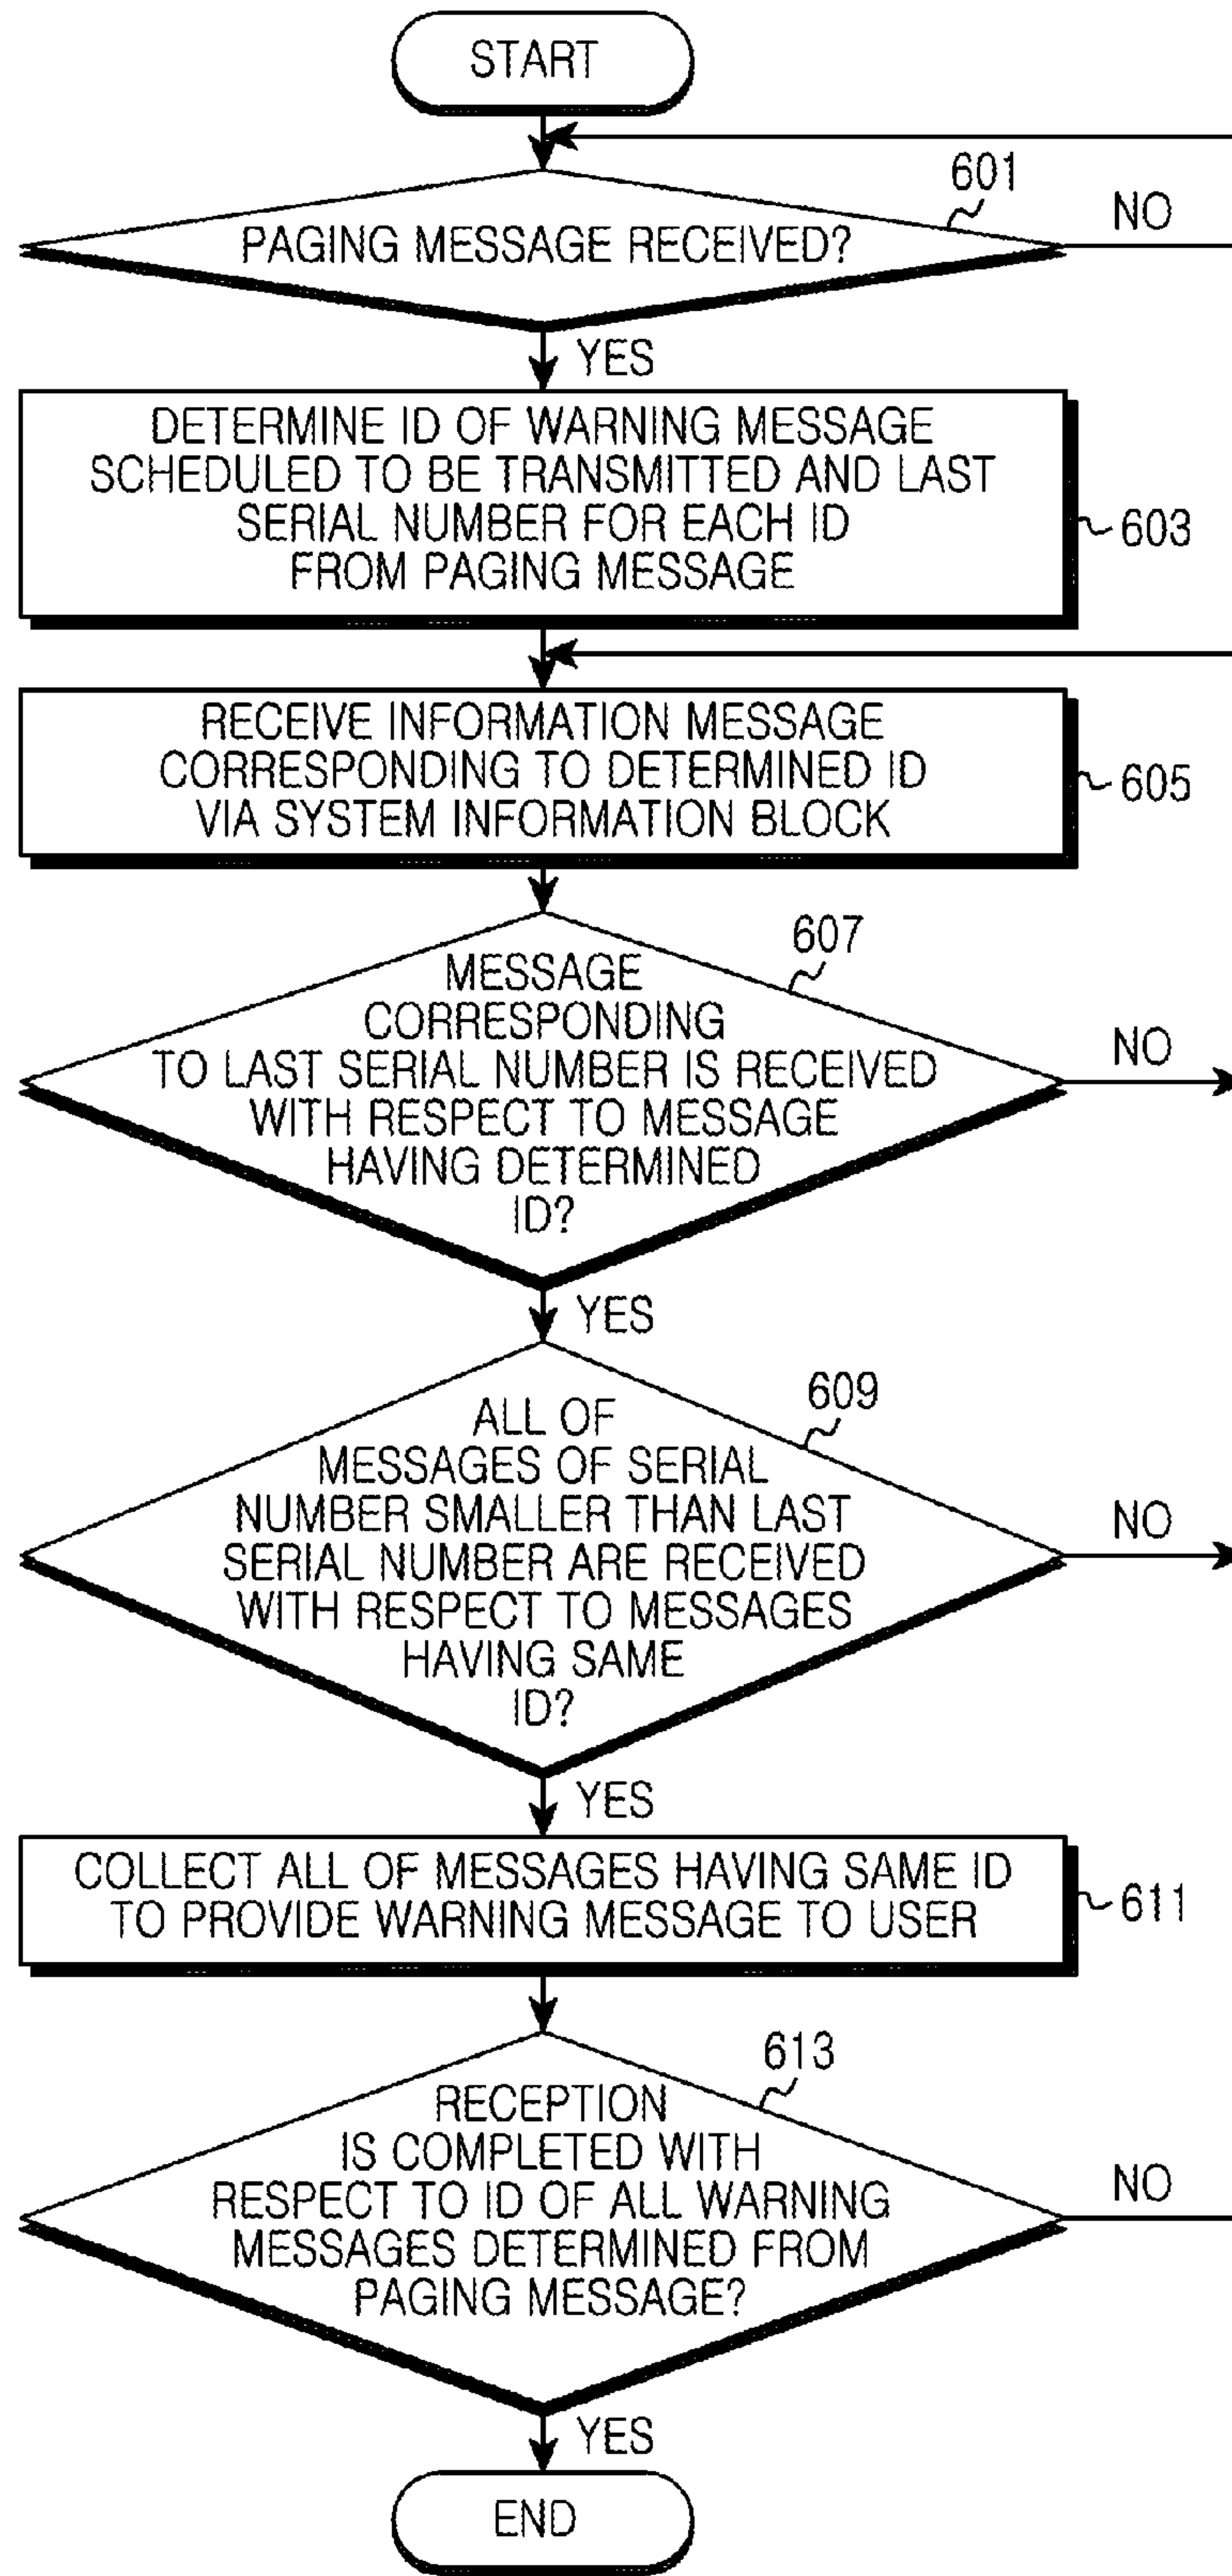 START
601
PAGING MESSAGE RECEIVED?
NO
YES
DETERMINE ID OF WARNING MESSAGE
SCHEDULED TO BE TRANSMITTED AND LAST
SERIAL NUMBER FOR EACH ID
FROM PAGING MESSAGE
603
RECEIVE INFORMATION MESSAGE
CORRESPONDING TO DETERMINED ID
VIA SYSTEM INFORMATION BLOCK
605
607
MESSAGE
CORRESPONDING
TO LAST SERIAL NUMBER IS RECEIVED
WITH RESPECT TO MESSAGE
HAVING DETERMINED
ID?
NO
YES
609
ALL OF
MESSAGES OF SERIAL
NUMBER SMALLER THAN LAST
SERIAL NUMBER ARE RECEIVED
WITH RESPECT TO MESSAGES
HAVING SAME
ID?
NO
YES
COLLECT ALL OF MESSAGES HAVING SAME ID
TO PROVIDE WARNING MESSAGE TO USER
611
613
RECEPTION
IS COMPLETED WITH
RESPECT TO ID OF ALL WARNING
MESSAGES DETERMINED FROM
PAGING MESSAGE?
NO
YES
END